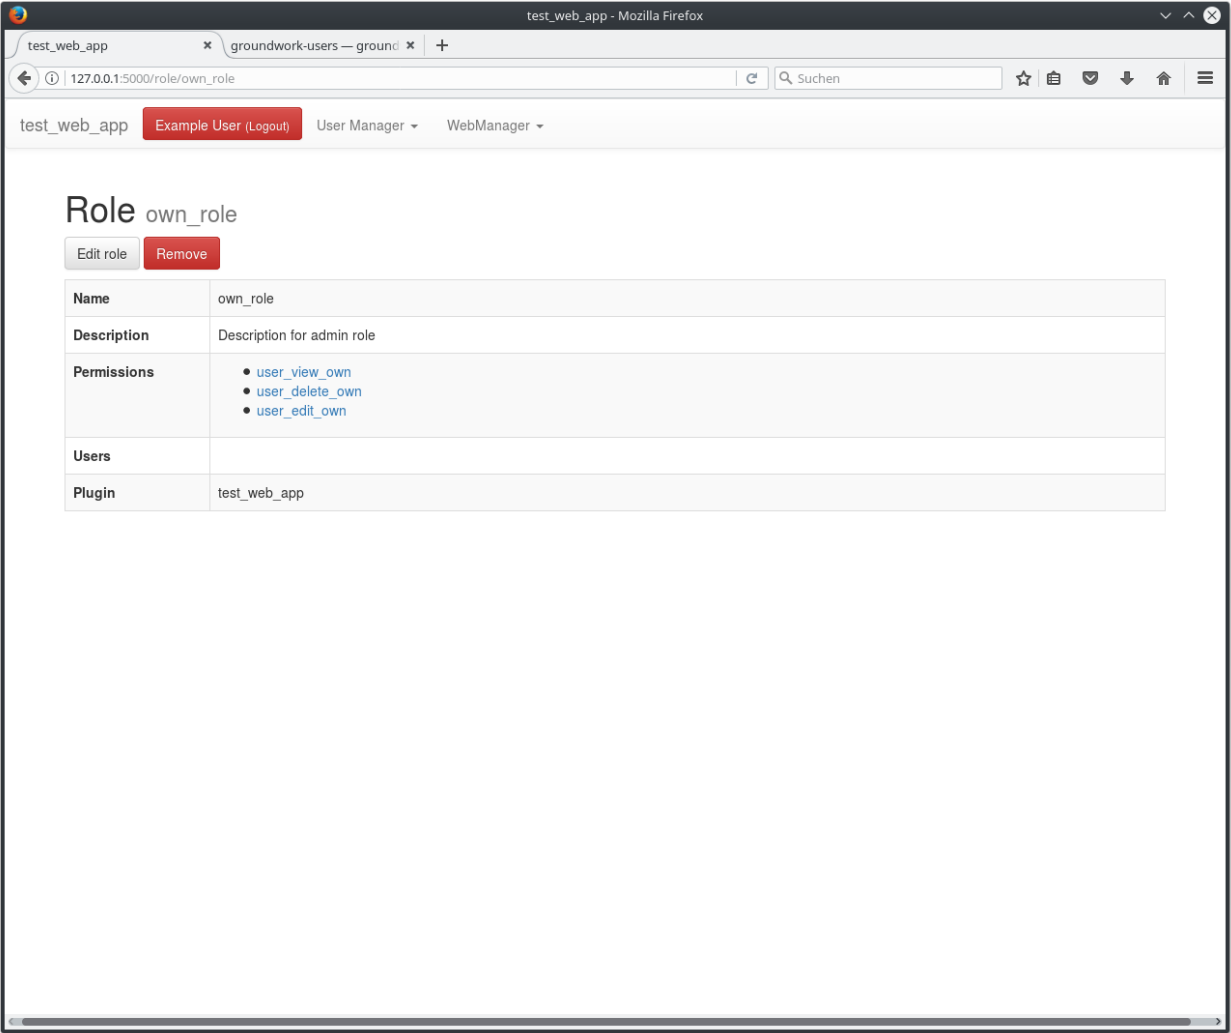 test_web_app - Mozilla Firefox
test_web_app groundwork-users — ground
127.0.0.1:5000/role/own_role Suchen
test_web_app Example User (Logout) User Manager WebManager
Role own_role
Edit role Remove
Name own_role
Description Description for admin role
Permissions user_view_own
user_delete_own
user_edit_own
Users
Plugin test_web_app